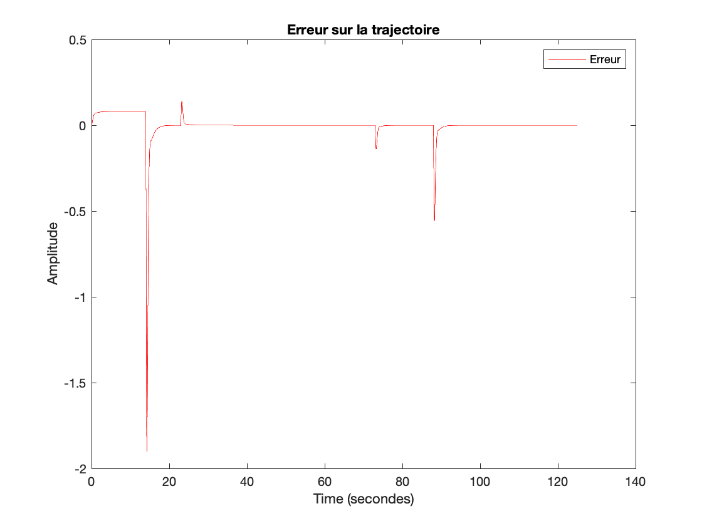 Erreur sur la trajectoire
Erreur
0.5
0
-0.5
-1
-1.5
-2
Amplitude
0 20 40 60 80 100 120 140
Time (secondes)